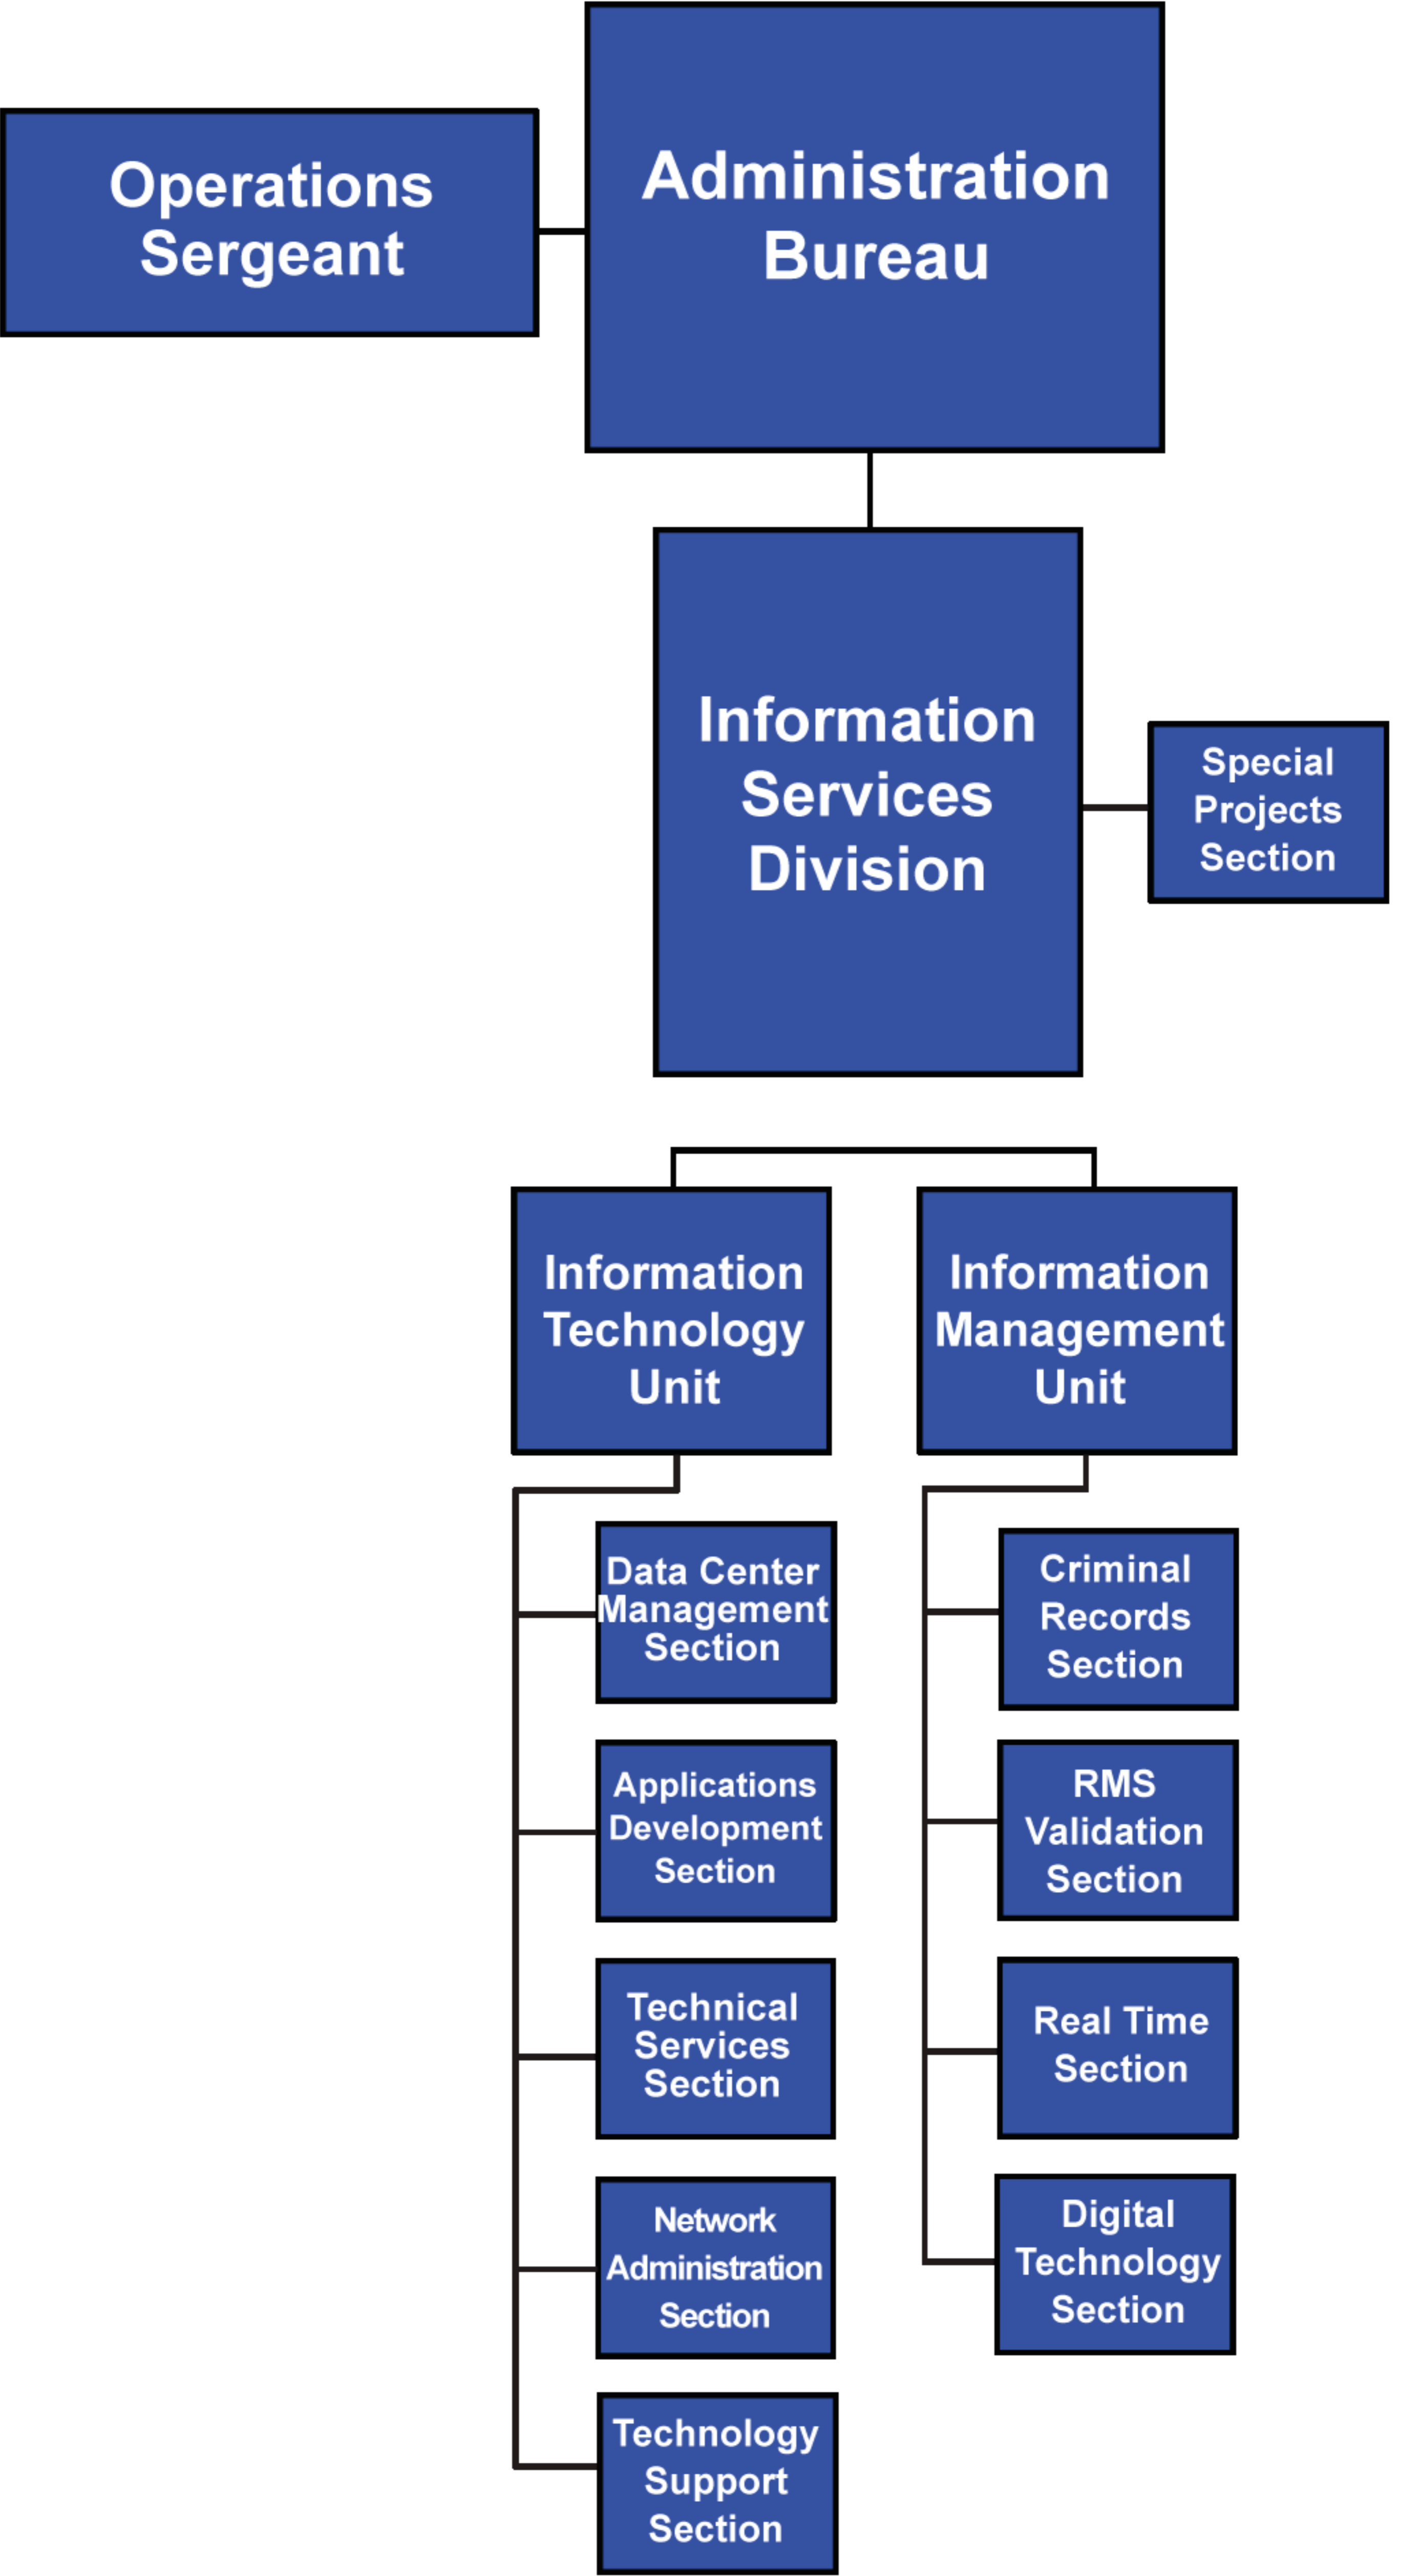 Operations
Sergeant
Administration
Bureau
Information
Services
Division
Special
Projects
Section
Information
Technology
Unit
Information
Management
Unit
Data Center
Management
Section
Applications
Development
Section
Technical
Services
Section
Network
Administration
Section
Technology
Support
Section
Criminal
Records
Section
RMS
Validation
Section
Real Time
Section
Digital
Technology
Section